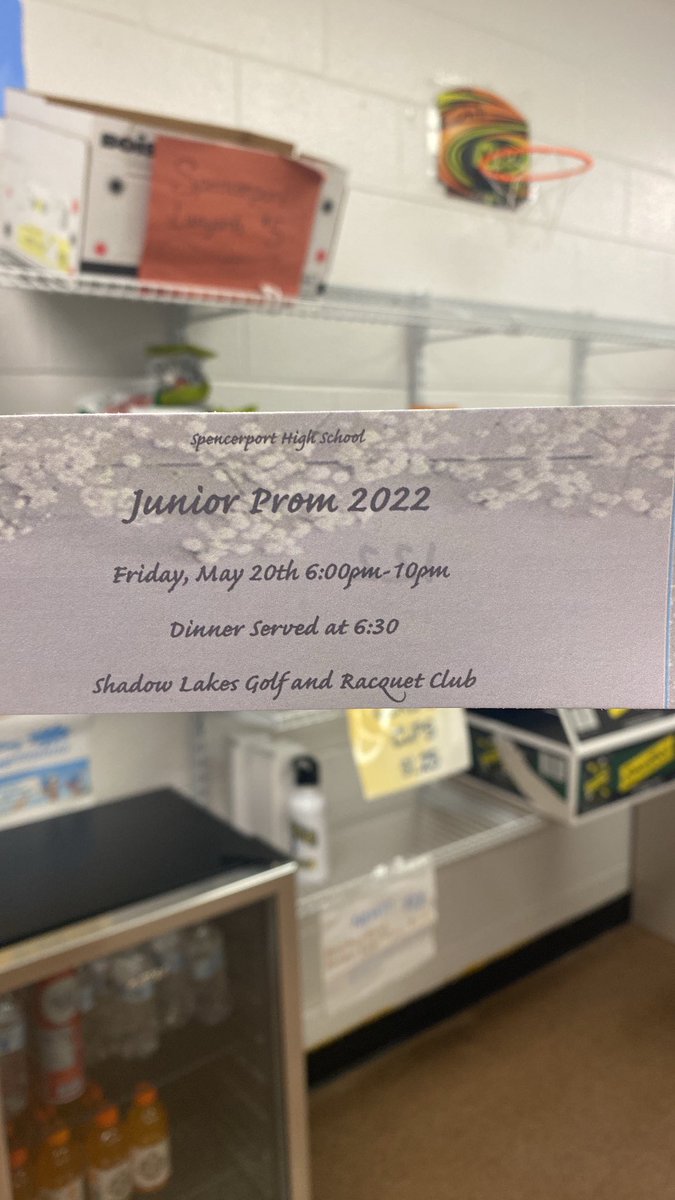 Spencerport
Spencerport High School
Junior Prom 2022
Friday, May 20th 6:00pm-10pm
Dinner Served at 6:30
Shadow Lakes Golf and Racquet Club